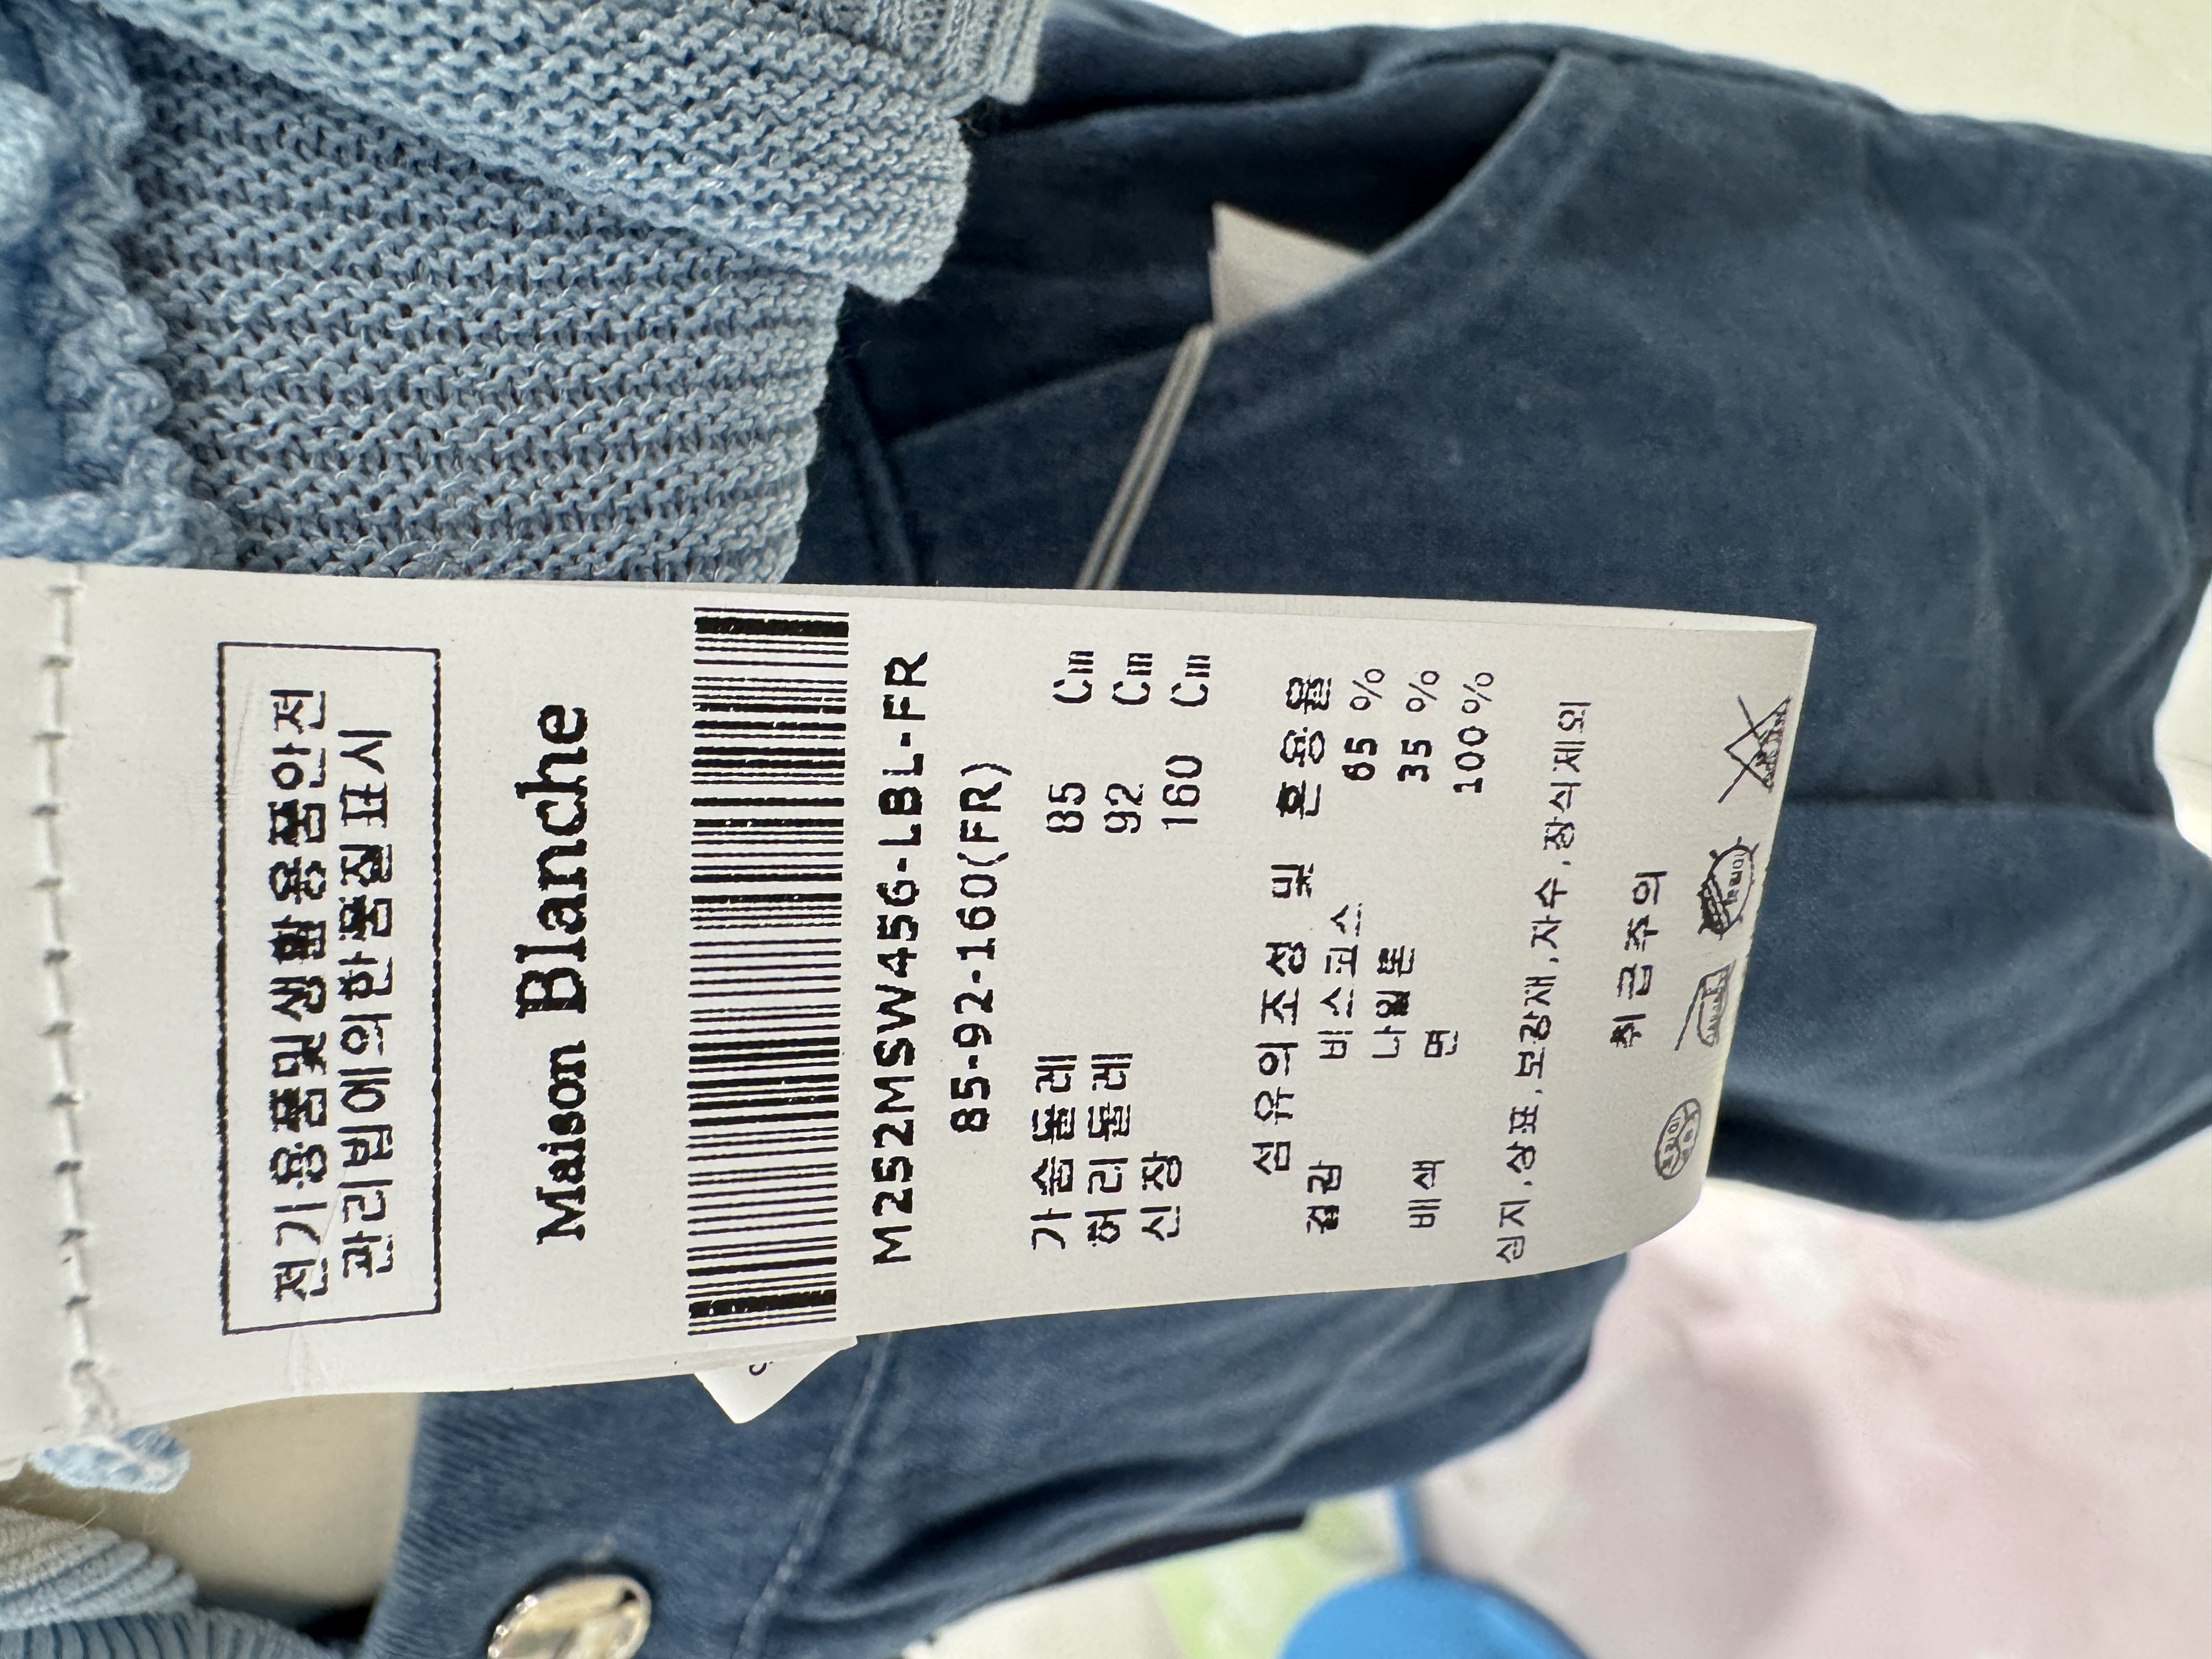 전기용품및생활용품안전
관리법에의한품질표시
Maison Blanche
M252MSW456-LBL-FR
85-92-160(FR)
가슴둘레 85 Cm
허리둘레 92 Cm
신장 160 Cm
섬유의조성 및 혼용율
겉감 비스코스 65 %
나일론 35 %
배색 면 100 %
심지,상표,보강재,자수,장식제외
취급주의